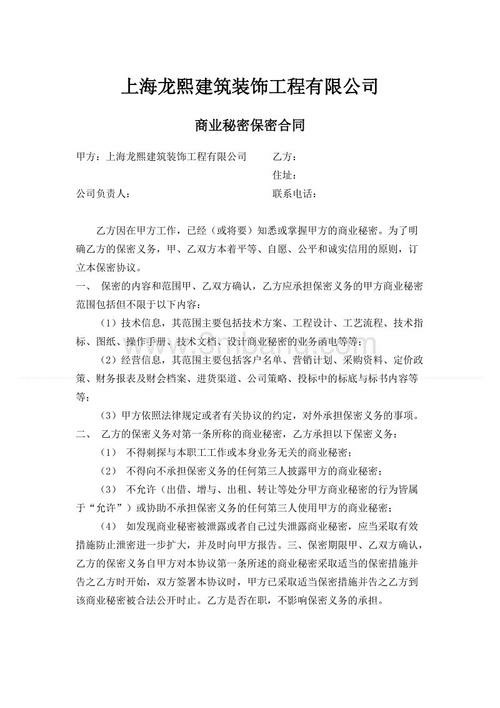 上海龙熙建筑装饰工程有限公司
商业秘密保密合同
甲方：上海龙熙建筑装饰工程有限公司 乙方：
住址：
公司负责人： 联系电话：
乙方因在甲方工作，已经（或将要）知悉或掌握甲方的商业秘密。为了明
确乙方的保密义务，甲、乙双方本着平等、自愿、公平和诚实信用的原则，订
立本保密协议。
一、 保密的内容和范围甲、乙双方确认，乙方应承担保密义务的甲方商业秘密
范围包括但不限于以下内容：
（1）技术信息，其范围主要包括技术方案、工程设计、工艺流程、技术指
标、图纸、操作手册、技术文档、设计商业秘密的业务函电等等；
（2）经营信息，其范围主要包括客户名单、营销计划、采购资料、定价政
策、财务报表及财会档案、进货渠道、公司策略、投标中的标底与标书内容等
等；
（3）甲方依照法律规定或者有关协议的约定，对外承担保密义务的事项。
二、 乙方的保密义务对第一条所称的商业秘密，乙方承担以下保密义务：
（1） 不得刺探与本职工工作或本身业务无关的商业秘密；
（2） 不得向不承担保密义务的任何第三人披露甲方的商业秘密；
（3） 不允许（出借、增与、出租、转让等处分甲方商业秘密的行为皆属
于“允许”）或协助不承担保密义务的任何第三人使用甲方的商业秘密；
（4） 如发现商业秘密被泄露或者自己过失泄露商业秘密，应当采取有效
措施防止泄密进一步扩大，并及时向甲方报告。三、保密期限甲、乙双方确认，
乙方的保密义务自甲方对本协议第一条所述的商业秘密采取适当的保密措施并
告之乙方时开始，双方签署本协议时，甲方已采取适当保密措施并告之乙方到
该商业秘密被合法公开时止。乙方是否在职，不影响保密义务的承担。